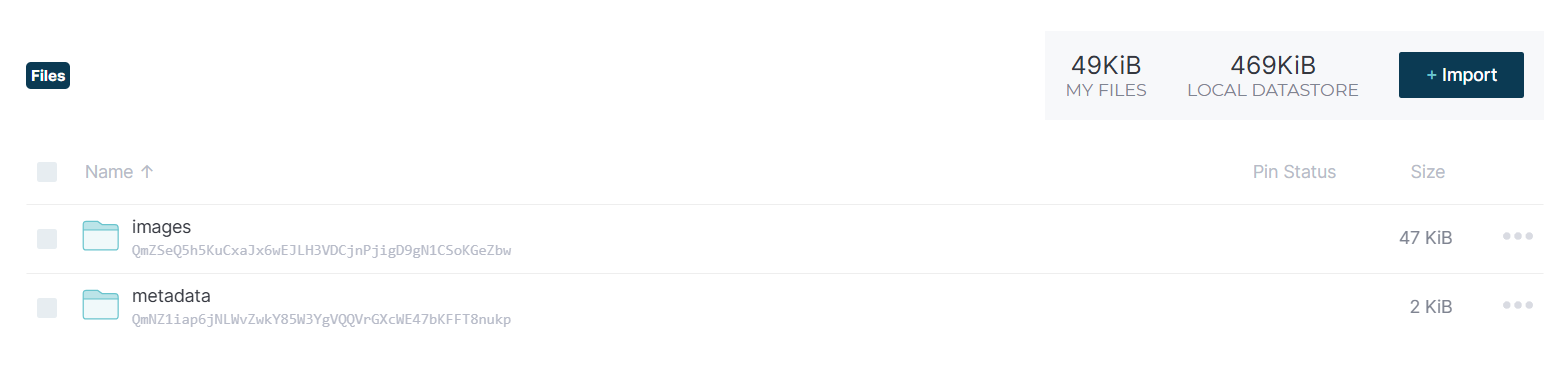 Files
49KiB
MY FILES
469KiB
LOCAL DATASTORE
+ Import
Name ↑
Pin Status
Size
images
QmZSeQ5h5KuCxaJx6wEJLH3VDCjnPjigD9gN1CSoKGeZbw
47 KiB
metadata
QmNZ1iap6jNLWvZwkY85W3YgVQQVrGXcWE47bKFFT8nukp
2 KiB